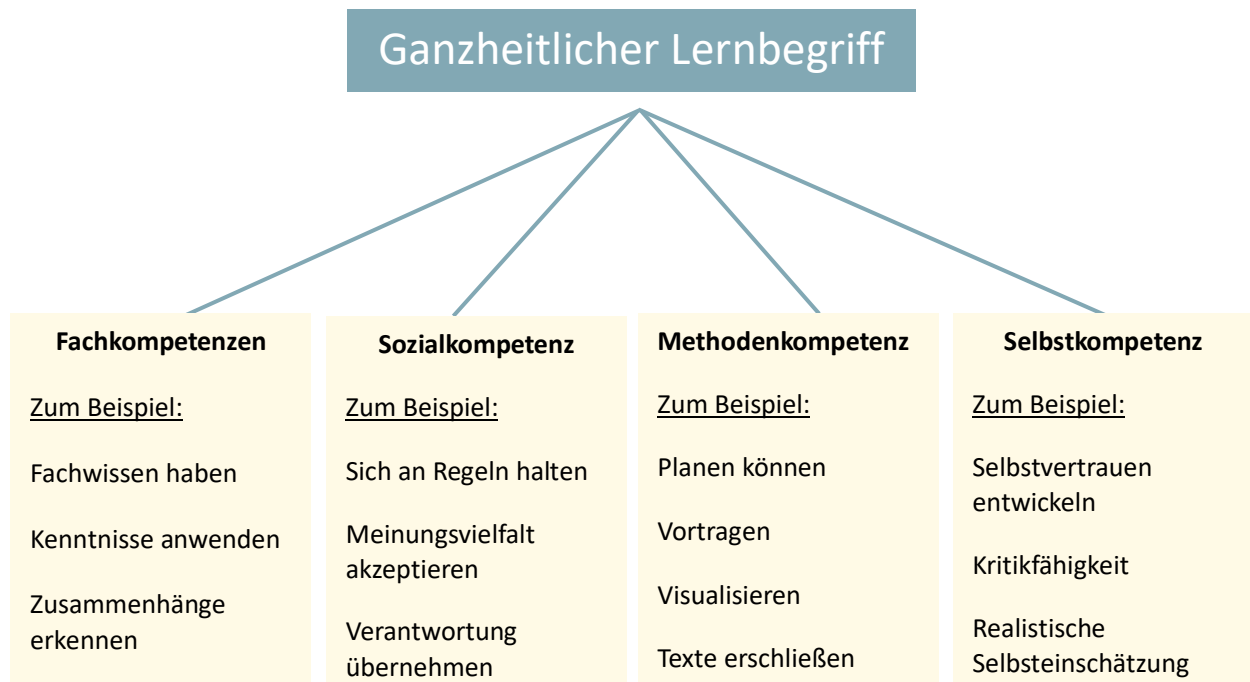 Ganzheitlicher Lernbegriff
Fachkompetenzen
Zum Beispiel:
Fachwissen haben
Kenntnisse anwenden
Zusammenhänge
erkennen
Sozialkompetenz
Zum Beispiel:
Sich an Regeln halten
Meinungsvielfalt
akzeptieren
Verantwortung
übernehmen
Methodenkompetenz
Zum Beispiel:
Planen können
Vortragen
Visualisieren
Texte erschließen
Selbstkompetenz
Zum Beispiel:
Selbstvertrauen
entwickeln
Kritikfähigkeit
Realistische
Selbsteinschätzung